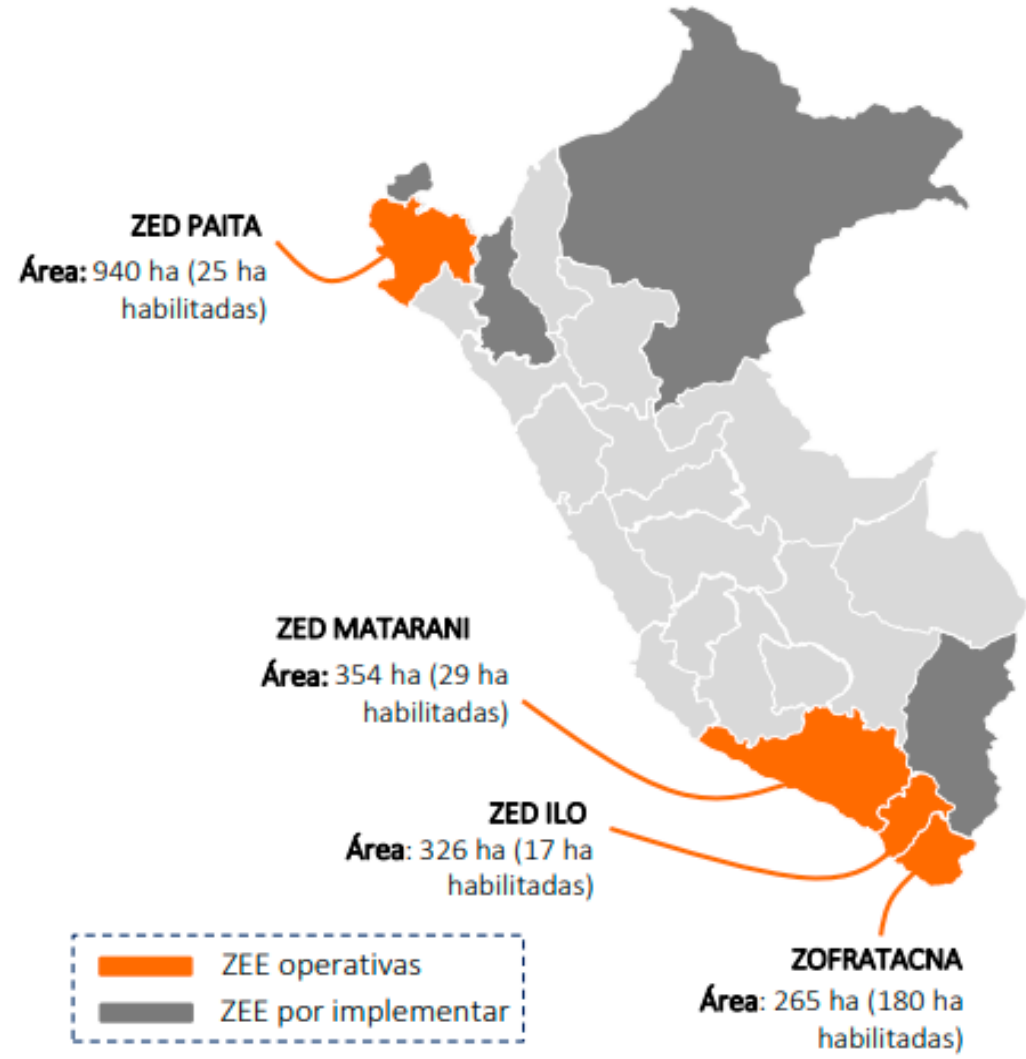 ZED PAITA
Área: 940 ha (25 ha
habilitadas)
ZED MATARANI
Área: 354 ha (29 ha
habilitadas)
ZED ILO
Área: 326 ha (17 ha
habilitadas)
ZOFRATACNA
Área: 265 ha (180 ha
habilitadas)
ZEE operativas
ZEE por implementar